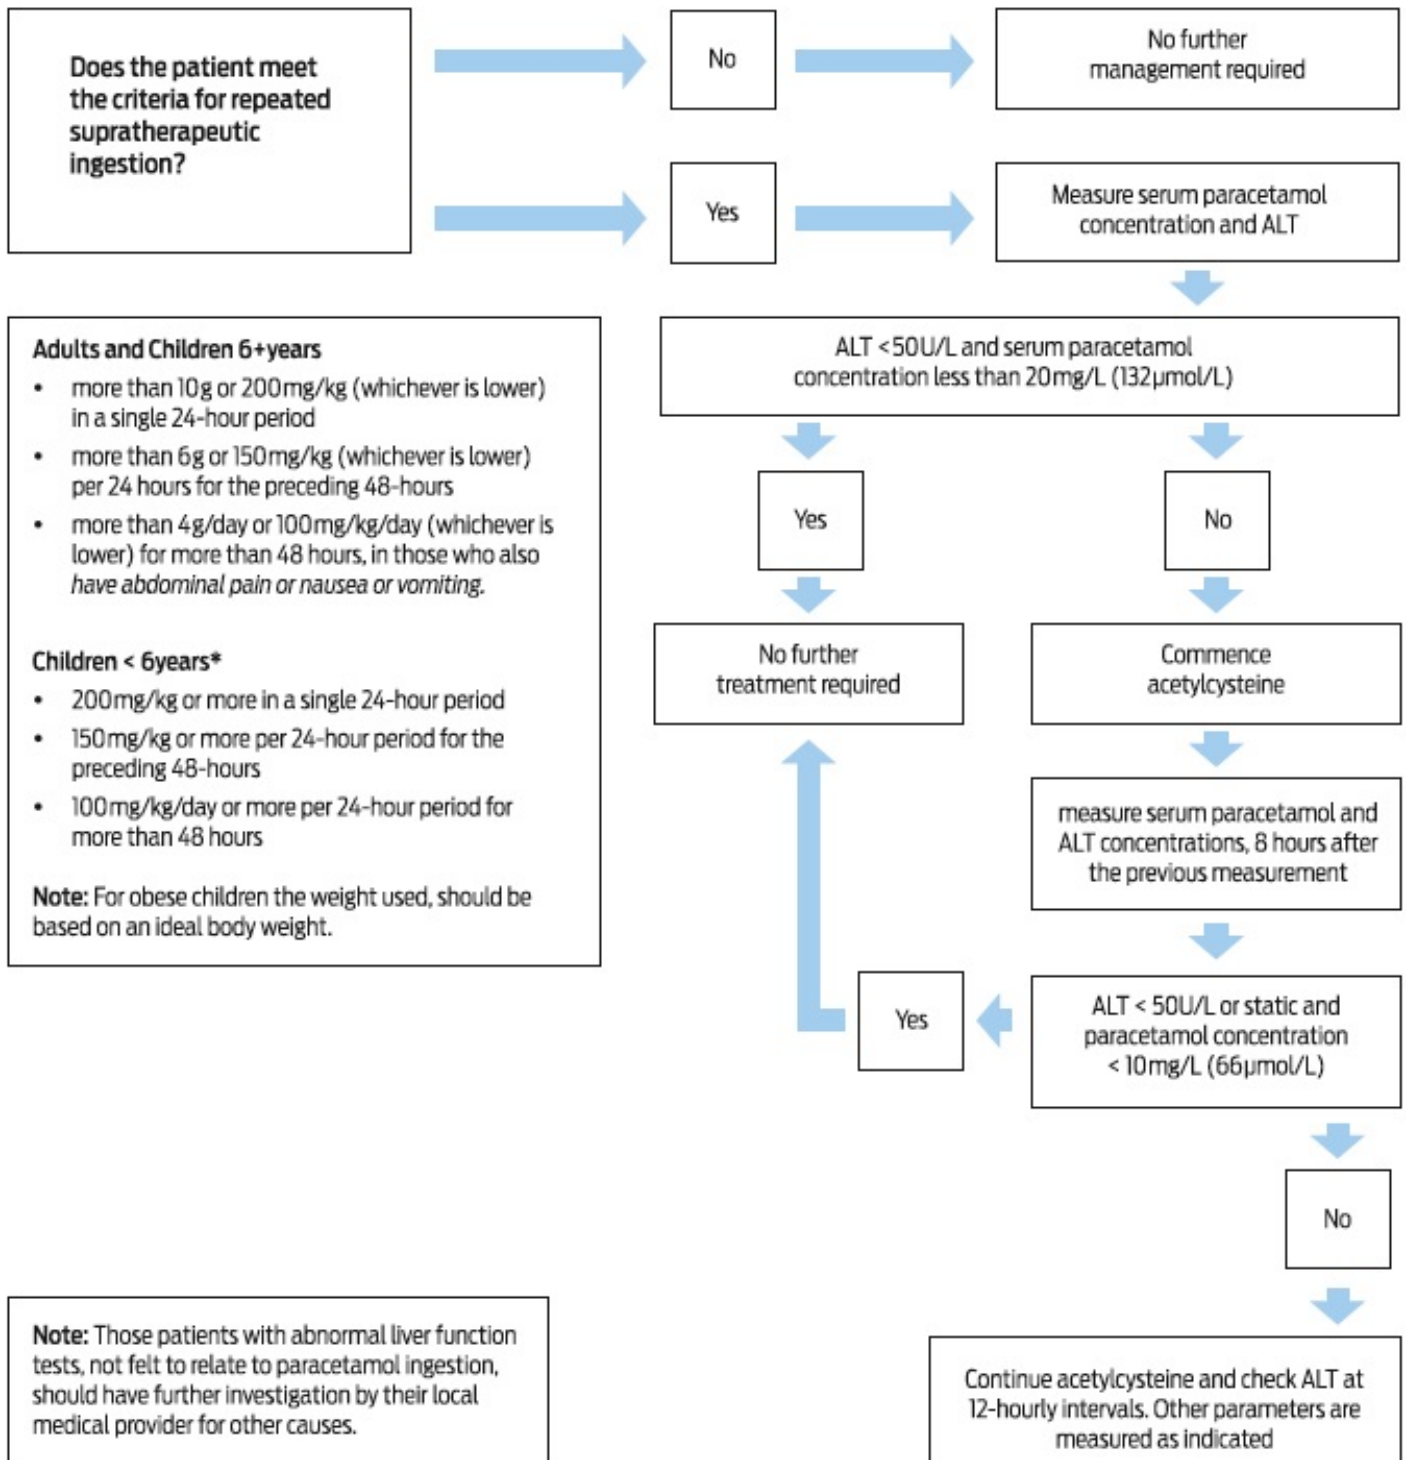 Does the patient meet
the criteria for repeated
supratherapeutic
ingestion?
No
No further
management required
Yes
Measure serum paracetamol
concentration and ALT
Adults and Children 6+years
• more than 10g or 200mg/kg (whichever is lower)
in a single 24-hour period
• more than 6g or 150mg/kg (whichever is lower)
per 24 hours for the preceding 48-hours
• more than 4g/day or 100mg/kg/day (whichever is
lower) for more than 48 hours, in those who also
have abdominal pain or nausea or vomiting.
Children < 6years*
• 200mg/kg or more in a single 24-hour period
• 150mg/kg or more per 24-hour period for the
preceding 48-hours
• 100mg/kg/day or more per 24-hour period for
more than 48 hours
Note: For obese children the weight used, should be
based on an ideal body weight.
ALT <50U/L and serum paracetamol
concentration less than 20mg/L (132µmol/L)
Yes
No
No further
treatment required
Commence
acetylcysteine
measure serum paracetamol and
ALT concentrations, 8 hours after
the previous measurement
ALT < 50U/L or static and
paracetamol concentration
< 10mg/L (66µmol/L)
Yes
No
Note: Those patients with abnormal liver function
tests, not felt to relate to paracetamol ingestion,
should have further investigation by their local
medical provider for other causes.
Continue acetylcysteine and check ALT at
12-hourly intervals. Other parameters are
measured as indicated